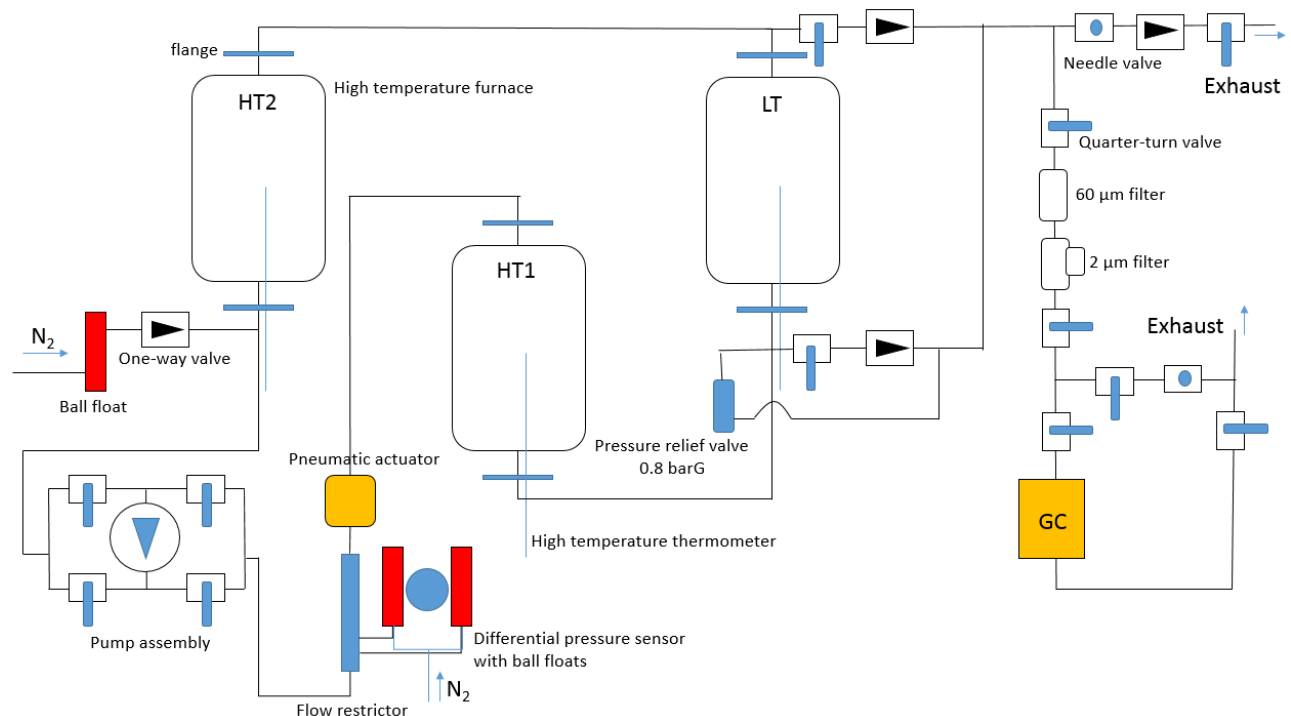 flange
HT2
High temperature furnace
LT
Needle valve
Exhaust
Quarter-turn valve
60 µm filter
2 µm filter
HT1
N₂
One-way valve
Ball float
Exhaust
Pressure relief valve
0.8 barG
Pneumatic actuator
GC
High temperature thermometer
Pump assembly
Differential pressure sensor
with ball floats
N₂
Flow restrictor